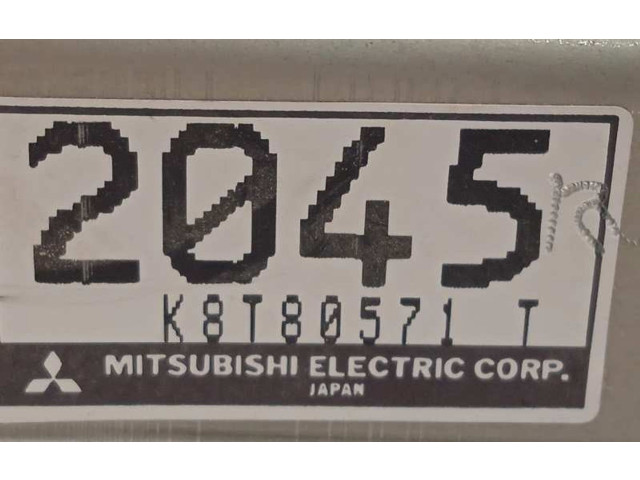 2045
K8T80571 T
MITSUBISHI ELECTRIC CORP.
JAPAN